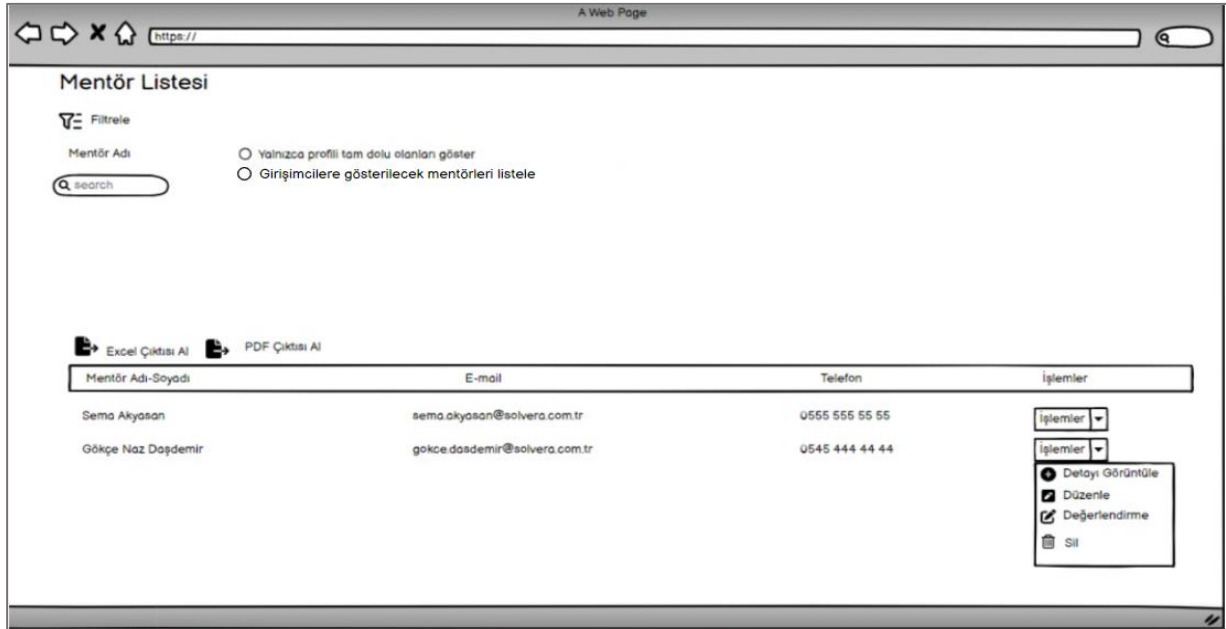 A Web Page
https://
Mentör Listesi
Filtrele
Mentör Adı
Yalnızca profili tam dolu olanları göster
search
Girişimcilere gösterilecek mentörleri listele
Excel Çıktısı Al
PDF Çıktısı Al
Mentör Adı-Soyadı E-mail Telefon İşlemler
Sema Akyasan sema.akyasan@solvera.com.tr 0555 555 55 55 İşlemler
Gökçe Naz Daşdemir gokce.dasdemir@solvera.com.tr 0545 444 44 44 İşlemler
Detayı Görüntüle
Düzenle
Değerlendirme
Sil